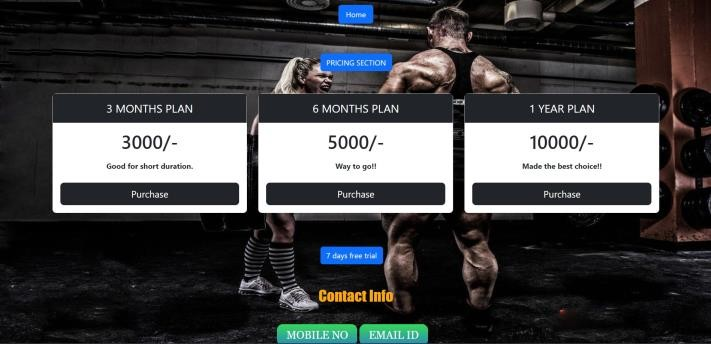 Home
PRICING SECTION
3 MONTHS PLAN
3000/-
Good for short duration.
Purchase
6 MONTHS PLAN
5000/-
Way to go!!
Purchase
1 YEAR PLAN
10000/-
Made the best choice!!
Purchase
7 days free trial
Contact Info
MOBILE NO
EMAIL ID